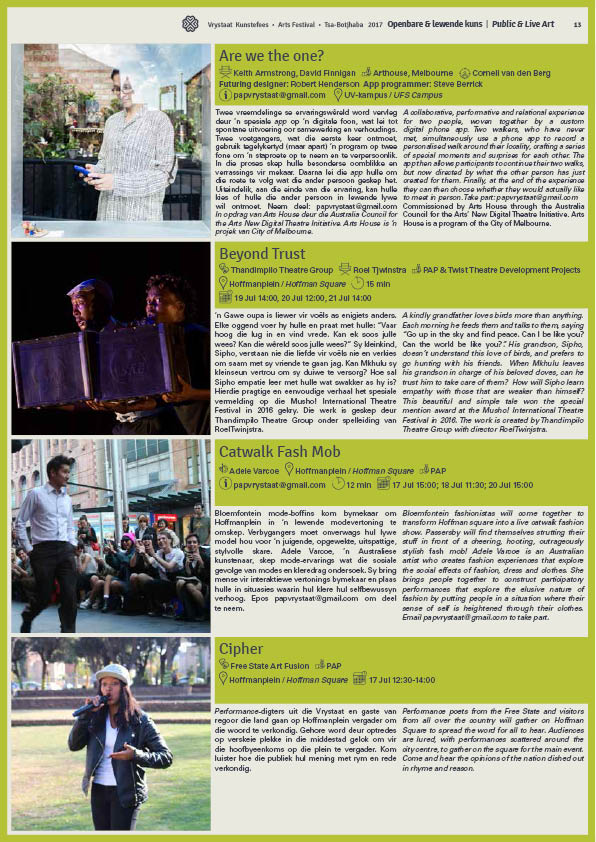 Vrystaat Kunstefees • Arts Festival • Tsa-Botjhaba 2017 Openbare & lewende kuns | Public & Live Art 13
Are we the one?
Keith Armstrong, David Finnigan Arthouse, Melbourne Corneli van den Berg
Futuring designer: Robert Henderson App programmer: Steve Berrick
papvrystaat@gmail.com UV-kampus / UFS Campus
Twee vreemdelinge se ervaringswêreld word vervleg
deur 'n spesiale app op 'n digitale foon, wat lei tot
spontane uitvoering oor samewerking en verhoudings.
Twee voetgangers, wat die eerste keer ontmoet,
gebruik tegelykertyd (maar apart) 'n program op twee
fone om 'n staproete op te neem en te verpersoonlik.
In die proses skep hulle besonderse oomblikke en
verrassings vir mekaar. Daarna lei die app hulle om
die roete te volg wat die ander persoon geskep het.
Uiteindelik, aan die einde van die ervaring, kan hulle
kies of hulle die ander persoon in lewende lywe
wil ontmoet. Neem deel: papvrystaat@gmail.com
In opdrag van Arts House deur die Australia Council for
the Arts New Digital Theatre Initiative. Arts House is 'n
projek van City of Melbourne.
A collaborative, performative and relational experience
for two people, woven together by a custom
digital phone app. Two walkers, who have never
met, simultaneously use a phone app to record a
personalised walk around their locality, crafting a series
of special moments and surprises for each other. The
app then allows participants to continue their two walks,
but now directed by what the other person has just
created for them. Finally, at the end of the experience
they can then choose whether they would actually like
to meet in person. Take part: papvrystaat@gmail.com
Commissioned by Arts House through the Australia
Council for the Arts' New Digital Theatre Initiative. Arts
House is a program of the City of Melbourne.
Beyond Trust
Thandimpilo Theatre Group Roel Tjwinstra PAP & Twist Theatre Development Projects
Hoffmanplein / Hoffman Square 15 min
19 Jul 14:00, 20 Jul 12:00, 21 Jul 14:00
'n Gawe oupa is liewer vir voëls as enigiets anders.
Elke oggend voer hy hulle en praat met hulle: "Vaar
hoog die lug in en vind vrede. Kan ek soos julle
wees? Kan die wêreld soos julle wees?" Sy kleinkind,
Sipho, verstaan nie die liefde vir voëls nie en verkies
om saam met sy vriende te gaan jag. Kan Mkhulu sy
kleinseun vertrou om sy duiwe te versorg? Hoe sal
Sipho empatie leer met hulle wat swakker as hy is?
Hierdie pragtige en eenvoudige verhaal het spesiale
vermelding op die Musho! International Theatre
Festival in 2016 gekry. Die werk is geskep deur
Thandimpilo Theatre Group onder spelleiding van
RoelTwinjstra.
A kindly grandfather loves birds more than anything.
Each morning he feeds them and talks to them, saying
"Go up in the sky and find peace. Can I be like you?
Can the world be like you?". His grandson, Sipho,
doesn't understand this love of birds, and prefers to
go hunting with his friends. When Mkhulu leaves
his grandson in charge of his beloved doves, can he
trust him to take care of them? How will Sipho learn
empathy with those that are weaker than himself?
This beautiful and simple tale won the special
mention award at the Musho! International Theatre
Festival in 2016. The work is created by Thandimpilo
Theatre Group with director RoelTwinjstra.
Catwalk Fash Mob
Adele Varcoe Hoffmanplein / Hoffman Square PAP
papvrystaat@gmail.com 12 min 17 Jul 15:00; 18 Jul 11:30; 20 Jul 15:00
Bloemfontein mode-boffins kom bymekaar om
Hoffmanplein in 'n lewende modevertoning te
omskep. Verbygangers moet onverwags hul lywe
model hou voor 'n juigende, opgewekte, uitspattige,
stylvolle skare. Adele Varcoe, 'n Australiese
kunstenaar, skep mode-ervarings wat die sosiale
gevolge van modes en kleredrag ondersoek. Sy bring
mense vir interaktiewe vertonings bymekaar en plaas
hulle in situasies waarin hul klere hul selfbewussyn
verhoog. Epos papvrystaat@gmail.com om deel
te neem.
Bloemfontein fashionistas will come together to
transform Hoffman square into a live catwalk fashion
show. Passersby will find themselves strutting their
stuff in front of a cheering, hooting, outrageously
stylish fash mob! Adele Varcoe is an Australian
artist who creates fashion experiences that explore
the social effects of fashion, dress and clothes. She
brings people together to construct participatory
performances that explore the elusive nature of
fashion by putting people in a situation where their
sense of self is heightened through their clothes.
Email papvrystaat@gmail.com to take part.
Cipher
Free State Art Fusion PAP
Hoffmanplein / Hoffman Square 17 Jul 12:30-14:00
Performance-digters uit die Vrystaat en gaste van
regoor die land gaan op Hoffmanplein vergader om
die woord te verkondig. Gehore word deur optredes
op verskeie plekke in die middestad gelok om vir
die hoofbyeenkoms op die plein te vergader. Kom
luister hoe die publiek hul mening met rym en rede
verkondig.
Performance poets from the Free State and visitors
from all over the country will gather on Hoffman
Square to spread the word for all to hear. Audiences
are lured, with performances scattered around the
city centre, to gather on the square for the main event.
Come and hear the opinions of the nation dished out
in rhyme and reason.